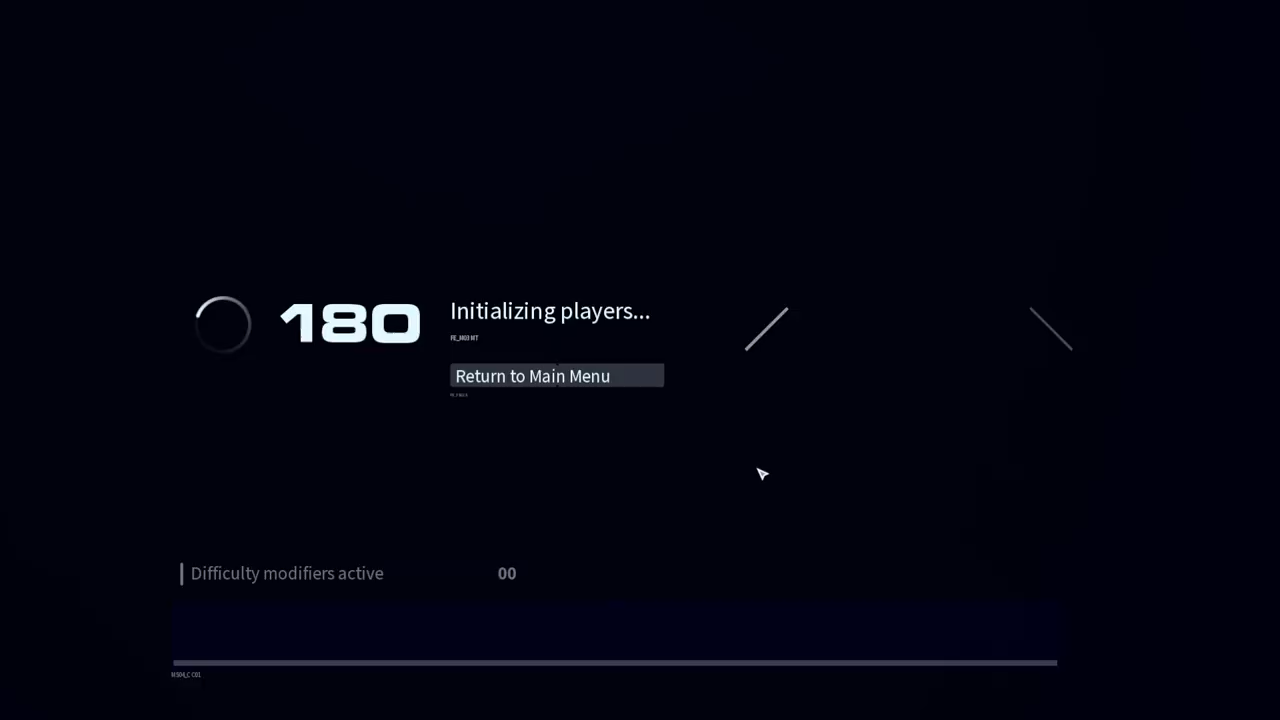 180
Initializing players...
Return to Main Menu
Difficulty modifiers active 00